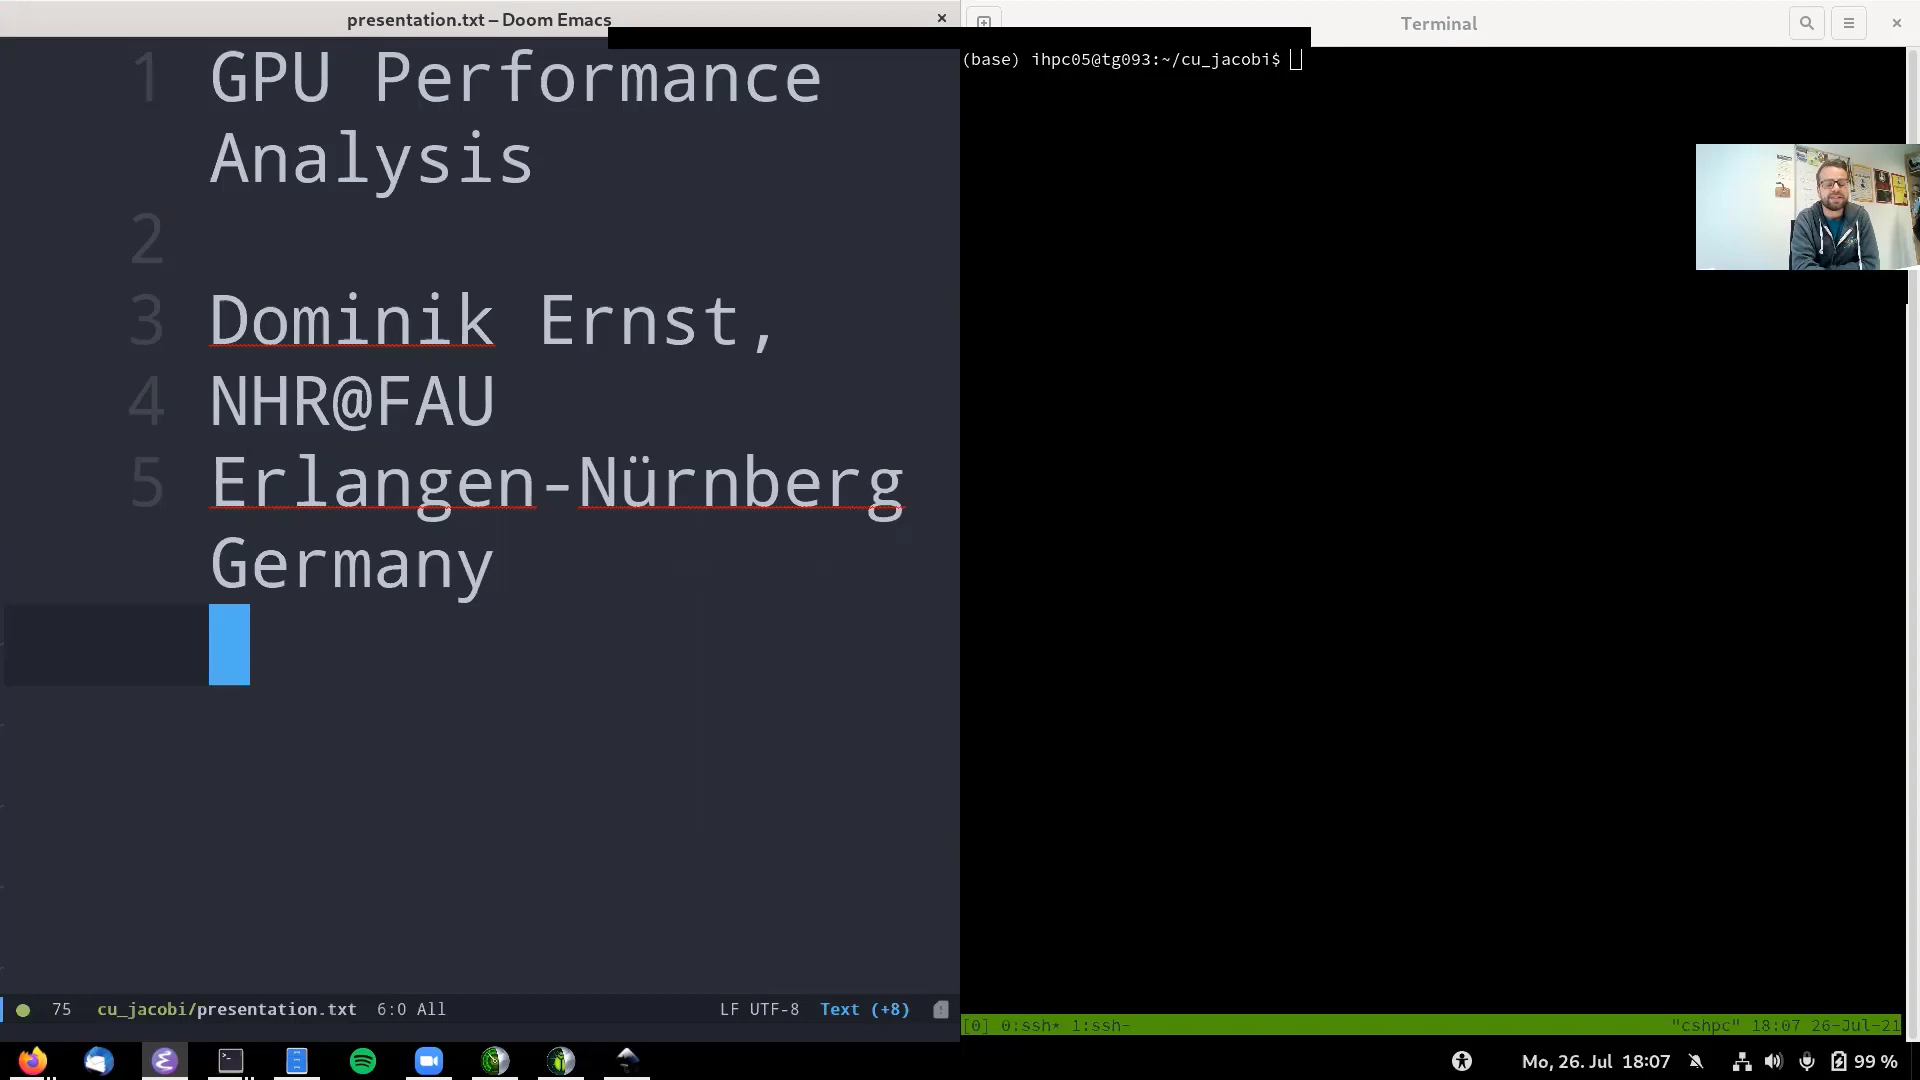 presentation.txt – Doom Emacs
×
Terminal
×
1 GPU Performance
Analysis
2
3 Dominik Ernst,
4 NHR@FAU
5 Erlangen-Nürnberg
Germany
(base) ihpc05@tg093:~/cu_jacobi$
75 cu_jacobi/presentation.txt 6:0 All LF UTF-8 Text (+8)
[0] 0:ssh* 1:ssh- "cshpc" 18:07 26-Jul-21
Mo, 26. Jul 18:07 99 %